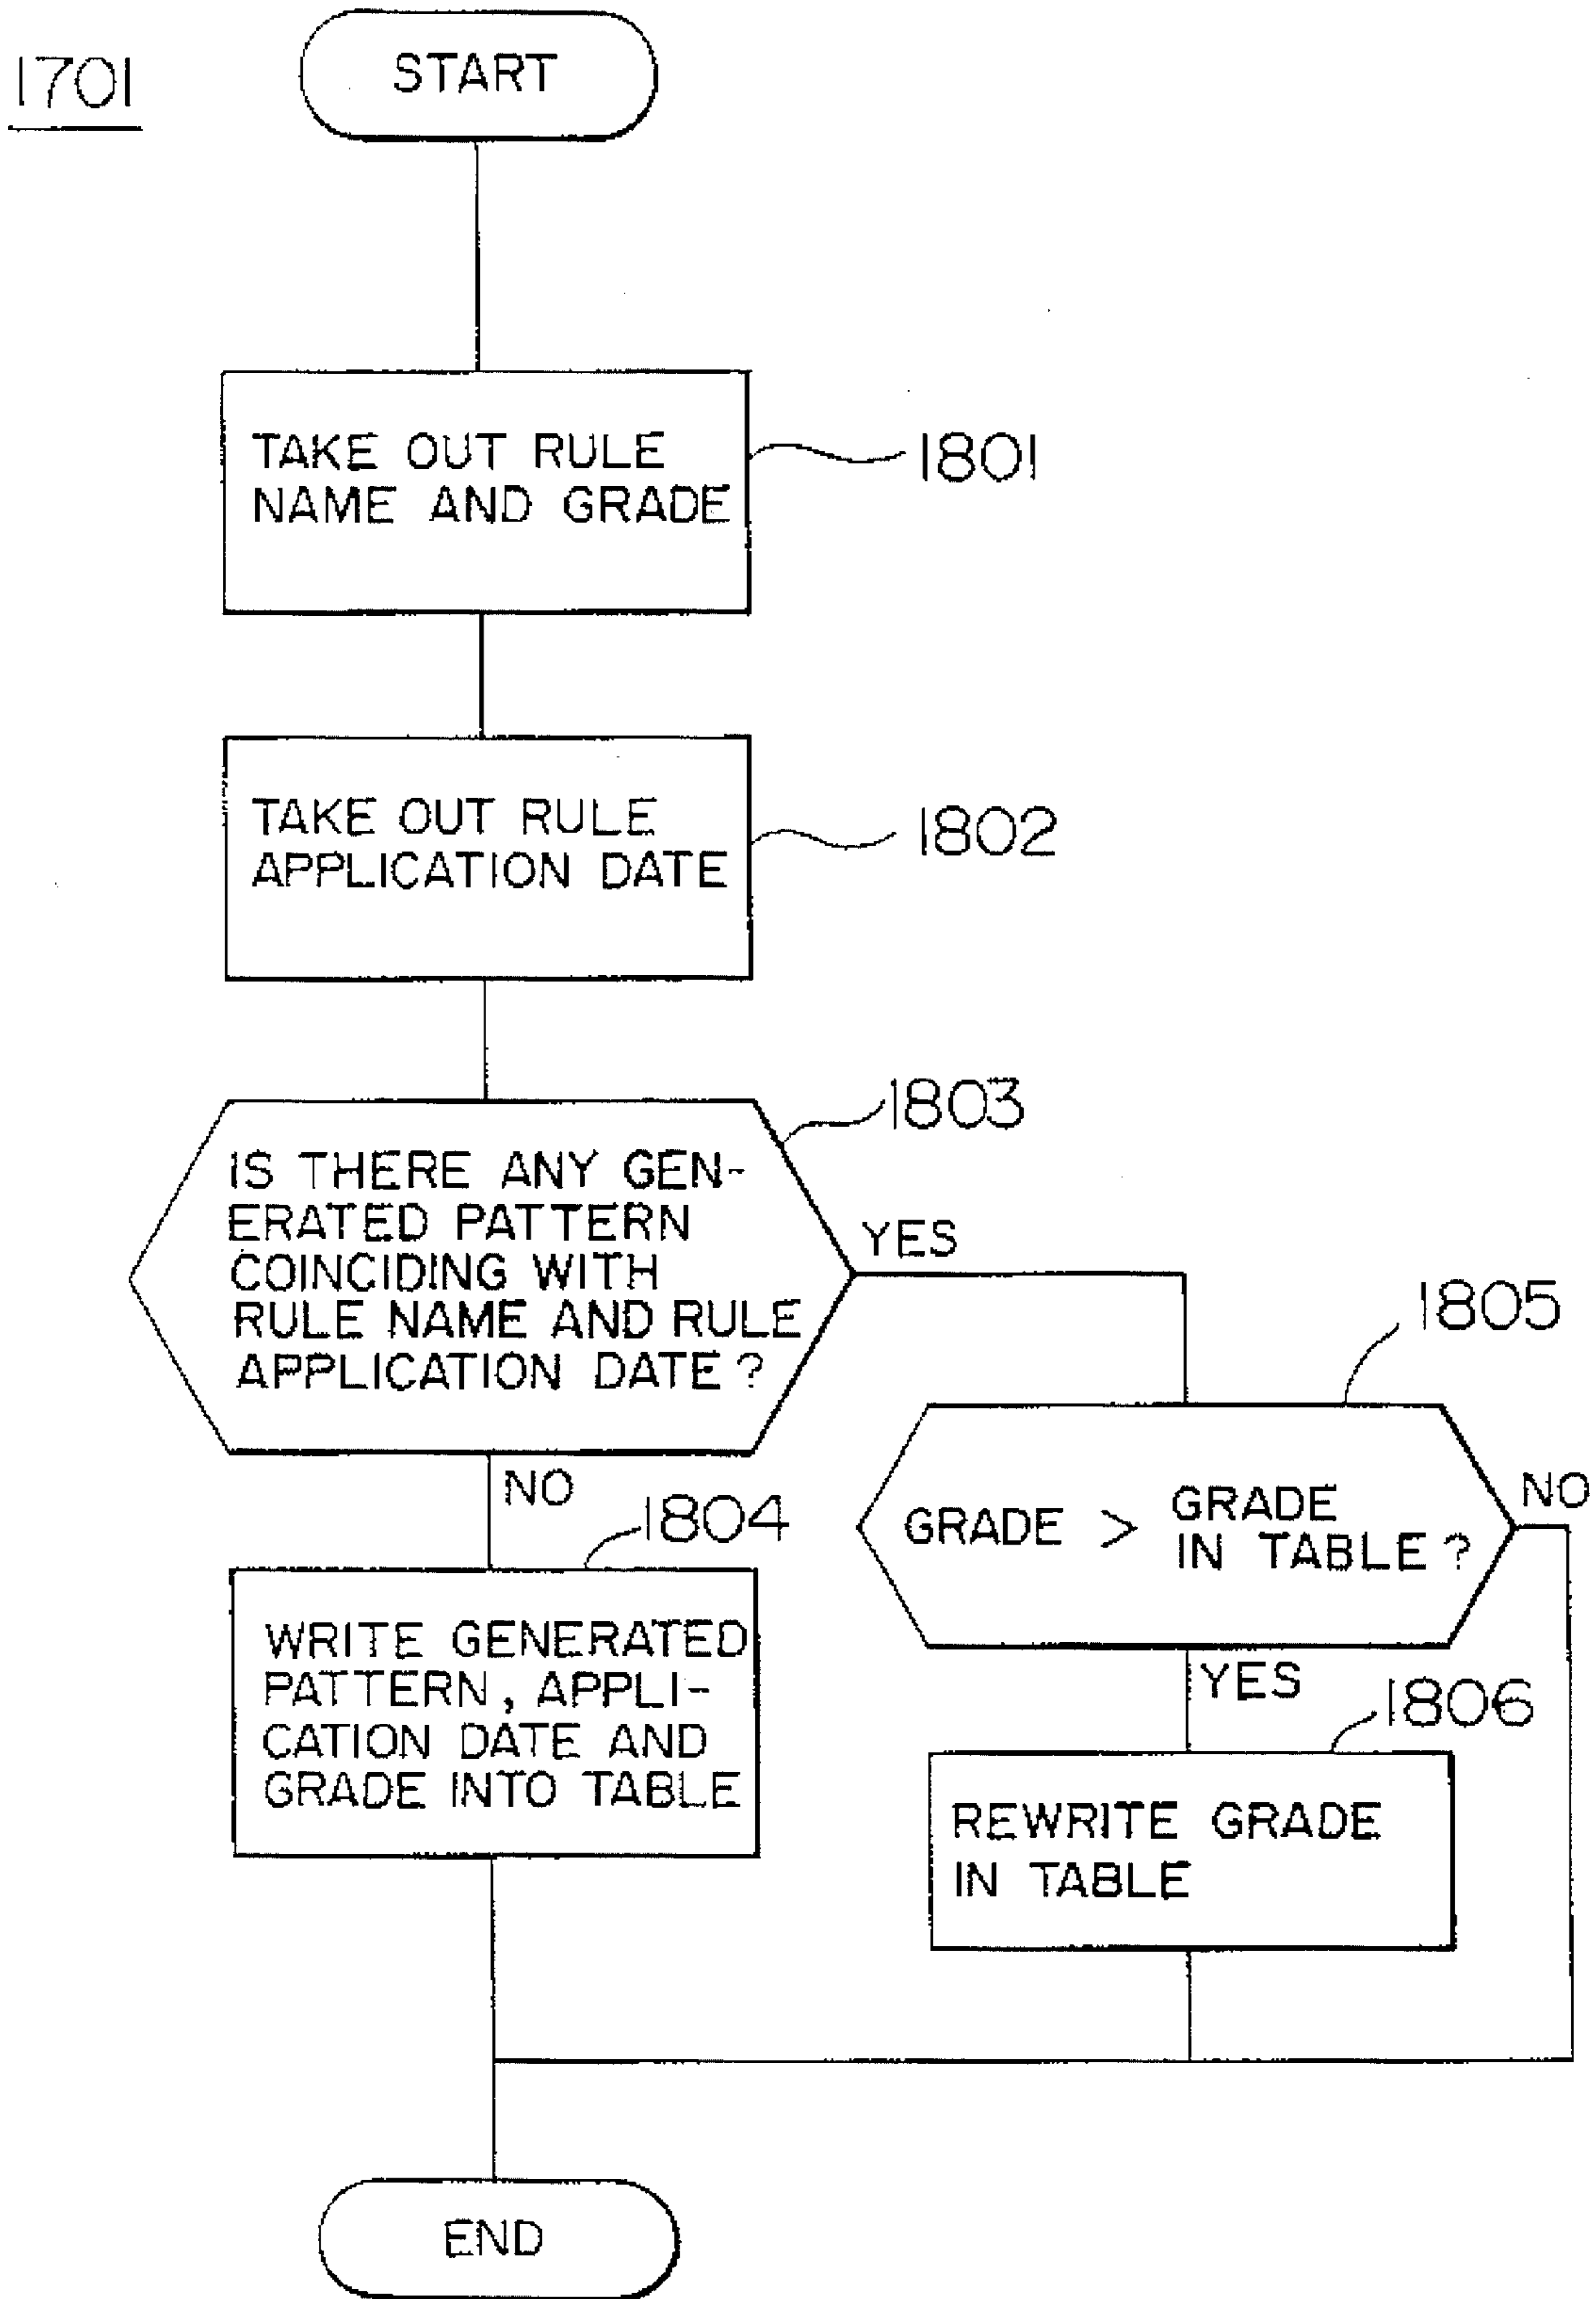 1701
START
TAKE OUT RULE
NAME AND GRADE
1801
TAKE OUT RULE
APPLICATION DATE
1802
1803
IS THERE ANY GEN-
ERATED PATTERN
COINCIDING WITH
RULE NAME AND RULE
APPLICATION DATE?
YES
NO
1804
WRITE GENERATED
PATTERN, APPLI-
CATION DATE AND
GRADE INTO TABLE
1805
GRADE > GRADE
IN TABLE?
NO
YES
1806
REWRITE GRADE
IN TABLE
END